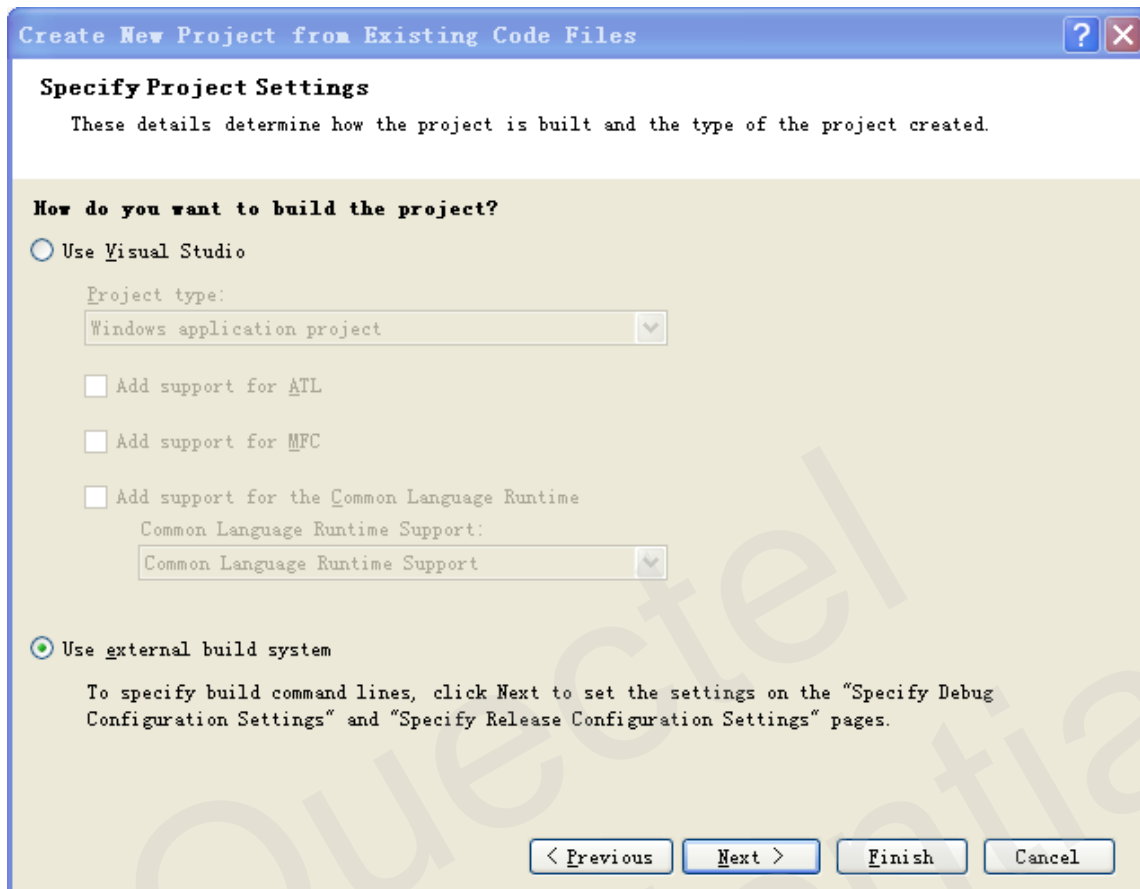 Create New Project from Existing Code Files
Specify Project Settings
These details determine how the project is built and the type of the project created.
How do you want to build the project?
Use Visual Studio
Project type:
Windows application project
Add support for ATL
Add support for MFC
Add support for the Common Language Runtime
Common Language Runtime Support:
Common Language Runtime Support
Use external build system
To specify build command lines, click Next to set the settings on the "Specify Debug
Configuration Settings" and "Specify Release Configuration Settings" pages.
< Previous
Next >
Finish
Cancel
Quectel